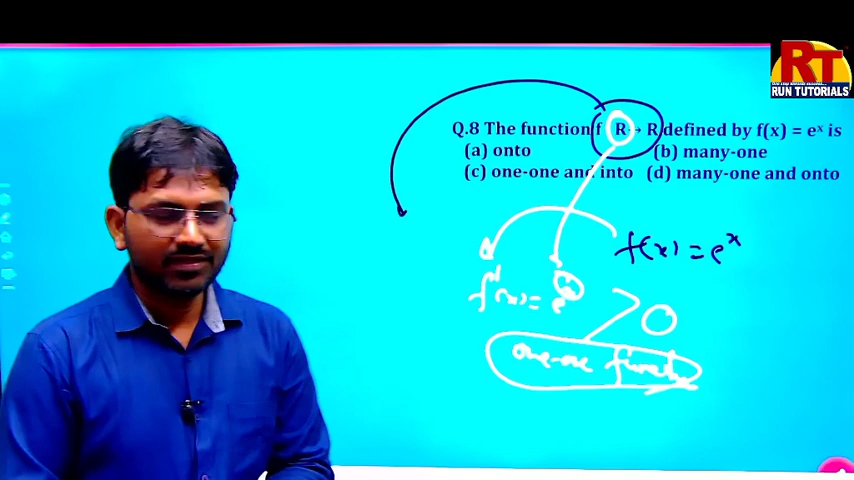 RT
RUN TUTORIALS
Q.8 The function f R→ R defined by f(x) = eˣ is
(a) onto (b) many-one
(c) one-one and into (d) many-one and onto
f(x) = eˣ
f'(x) = eˣ > 0
one-one function